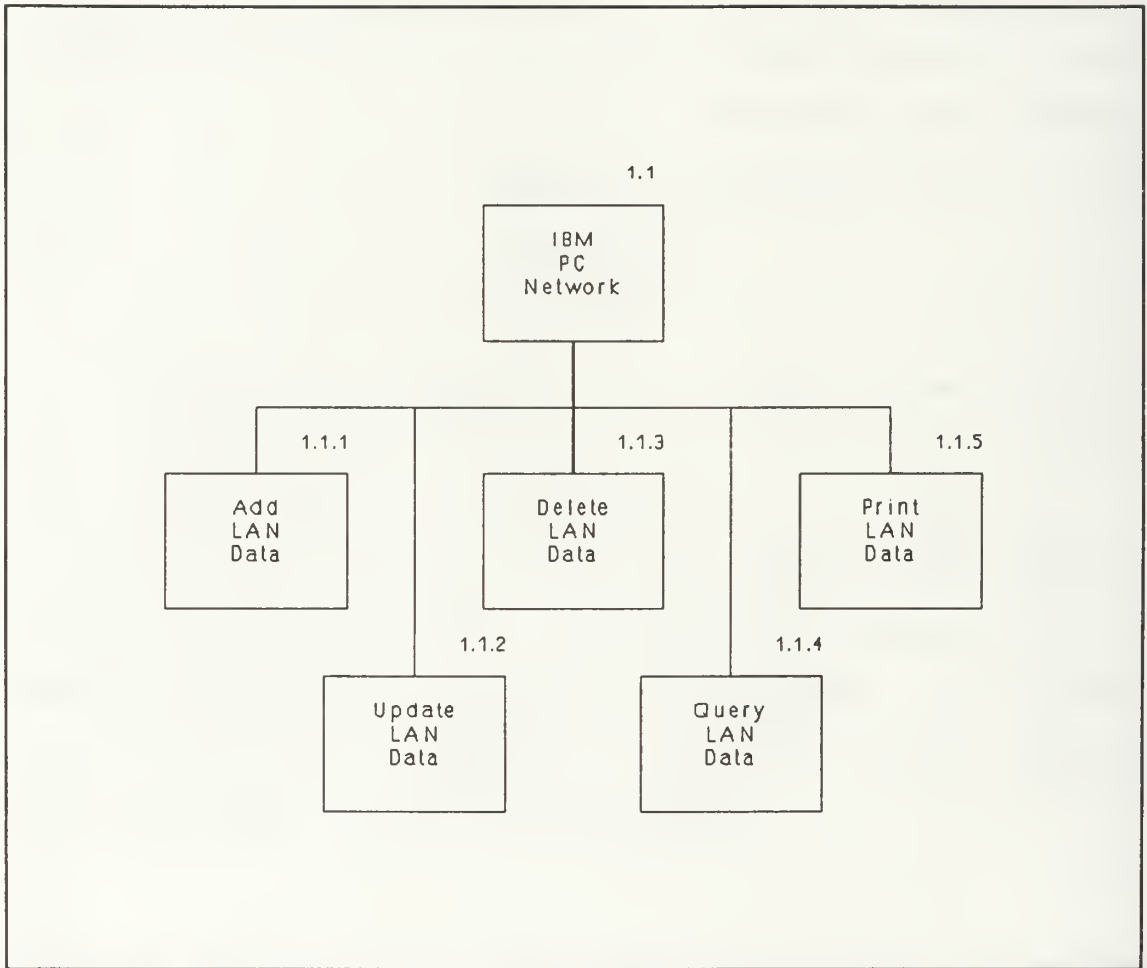 1.1
IBM
PC
Network
1.1.1
Add
LAN
Data
1.1.3
Delete
LAN
Data
1.1.5
Print
LAN
Data
1.1.2
Update
LAN
Data
1.1.4
Query
LAN
Data